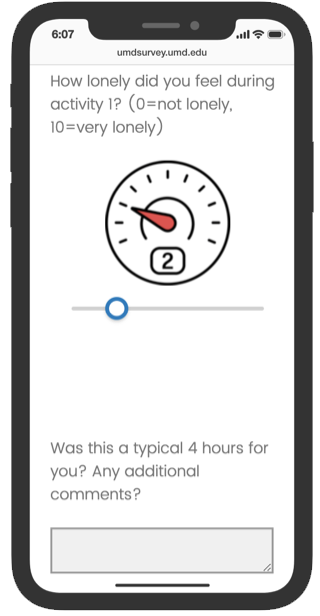 6:07
umdsurvey.umd.edu
How lonely did you feel during
activity 1? (0=not lonely,
10=very lonely)
2
Was this a typical 4 hours for
you? Any additional
comments?